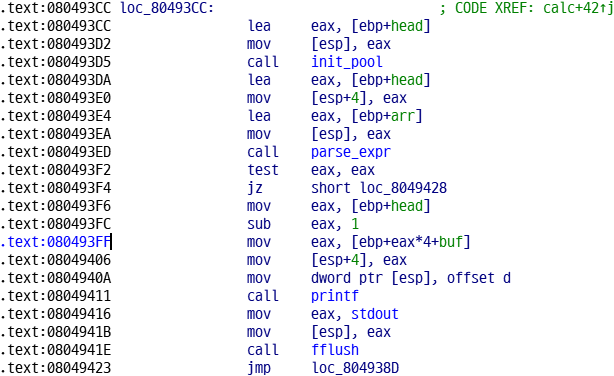 .text:080493CC loc_80493CC: ; CODE XREF: calc+42↑j
.text:080493CC lea eax, [ebp+head]
.text:080493D2 mov [esp], eax
.text:080493D5 call init_pool
.text:080493DA lea eax, [ebp+head]
.text:080493E0 mov [esp+4], eax
.text:080493E4 lea eax, [ebp+arr]
.text:080493EA mov [esp], eax
.text:080493ED call parse_expr
.text:080493F2 test eax, eax
.text:080493F4 jz short loc_8049428
.text:080493F6 mov eax, [ebp+head]
.text:080493FC sub eax, 1
.text:080493FF mov eax, [ebp+eax*4+buf]
.text:08049406 mov [esp+4], eax
.text:0804940A mov dword ptr [esp], offset d
.text:08049411 call printf
.text:08049416 mov eax, stdout
.text:0804941B mov [esp], eax
.text:0804941E call fflush
.text:08049423 jmp loc_804938D